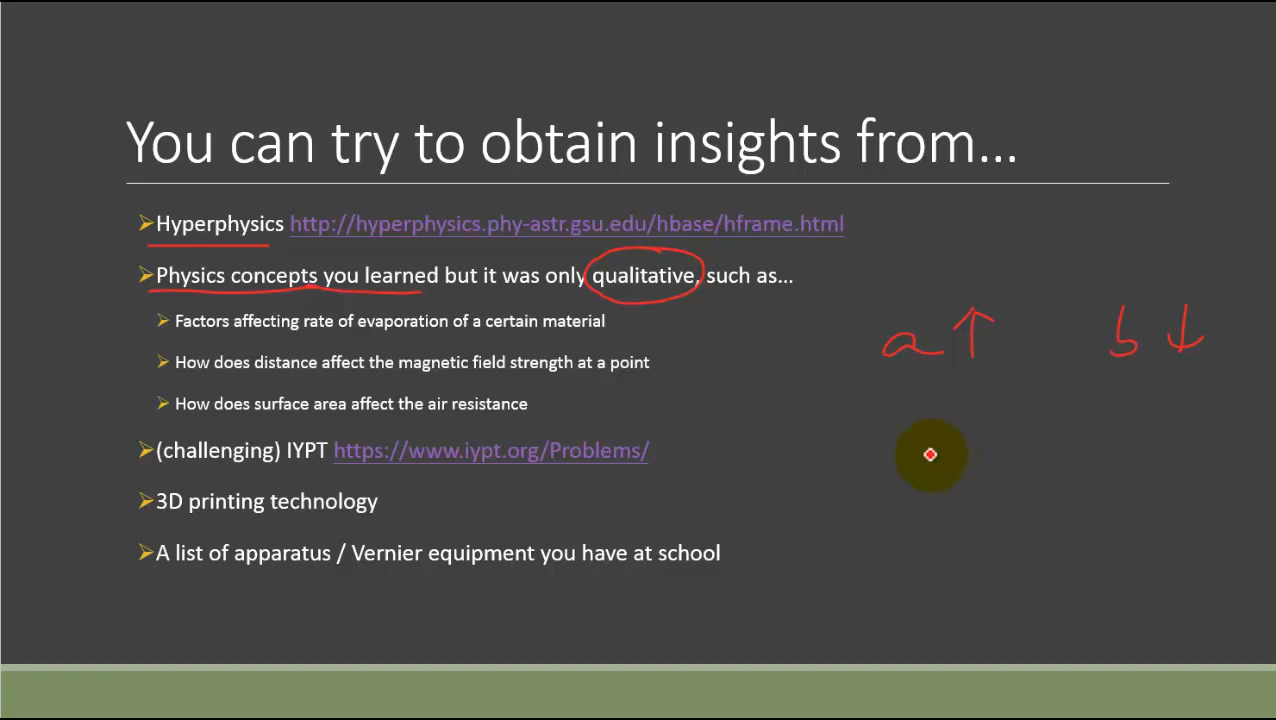 You can try to obtain insights from...
Hyperphysics http://hyperphysics.phy-astr.gsu.edu/hbase/hframe.html
Physics concepts you learned but it was only qualitative, such as...
Factors affecting rate of evaporation of a certain material
How does distance affect the magnetic field strength at a point
a↑ b↓
How does surface area affect the air resistance
(challenging) IYPT https://www.iypt.org/Problems/
3D printing technology
A list of apparatus / Vernier equipment you have at school